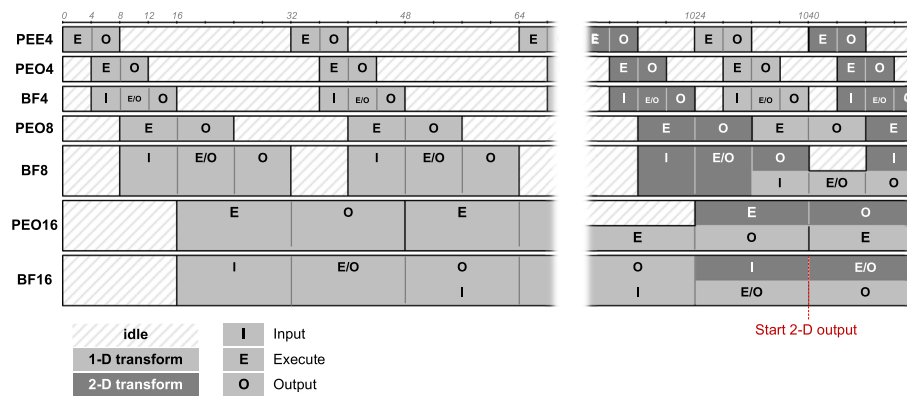 0 4 8 12 16 32 48 64 1024 1040
PEE4 E O E O E E O E O E O
PEO4 E O E O E O E O E O
BF4 I E/O O I E/O O I E/O O I E/O O I E/O O
PEO8 E O E O E O E O E
BF8 I E/O O I E/O O I E/O O I
I E/O O
PEO16 E O E E O
E O E
BF16 I E/O O O I E/O
I I E/O O
Start 2-D output
idle I Input
1-D transform E Execute
2-D transform O Output